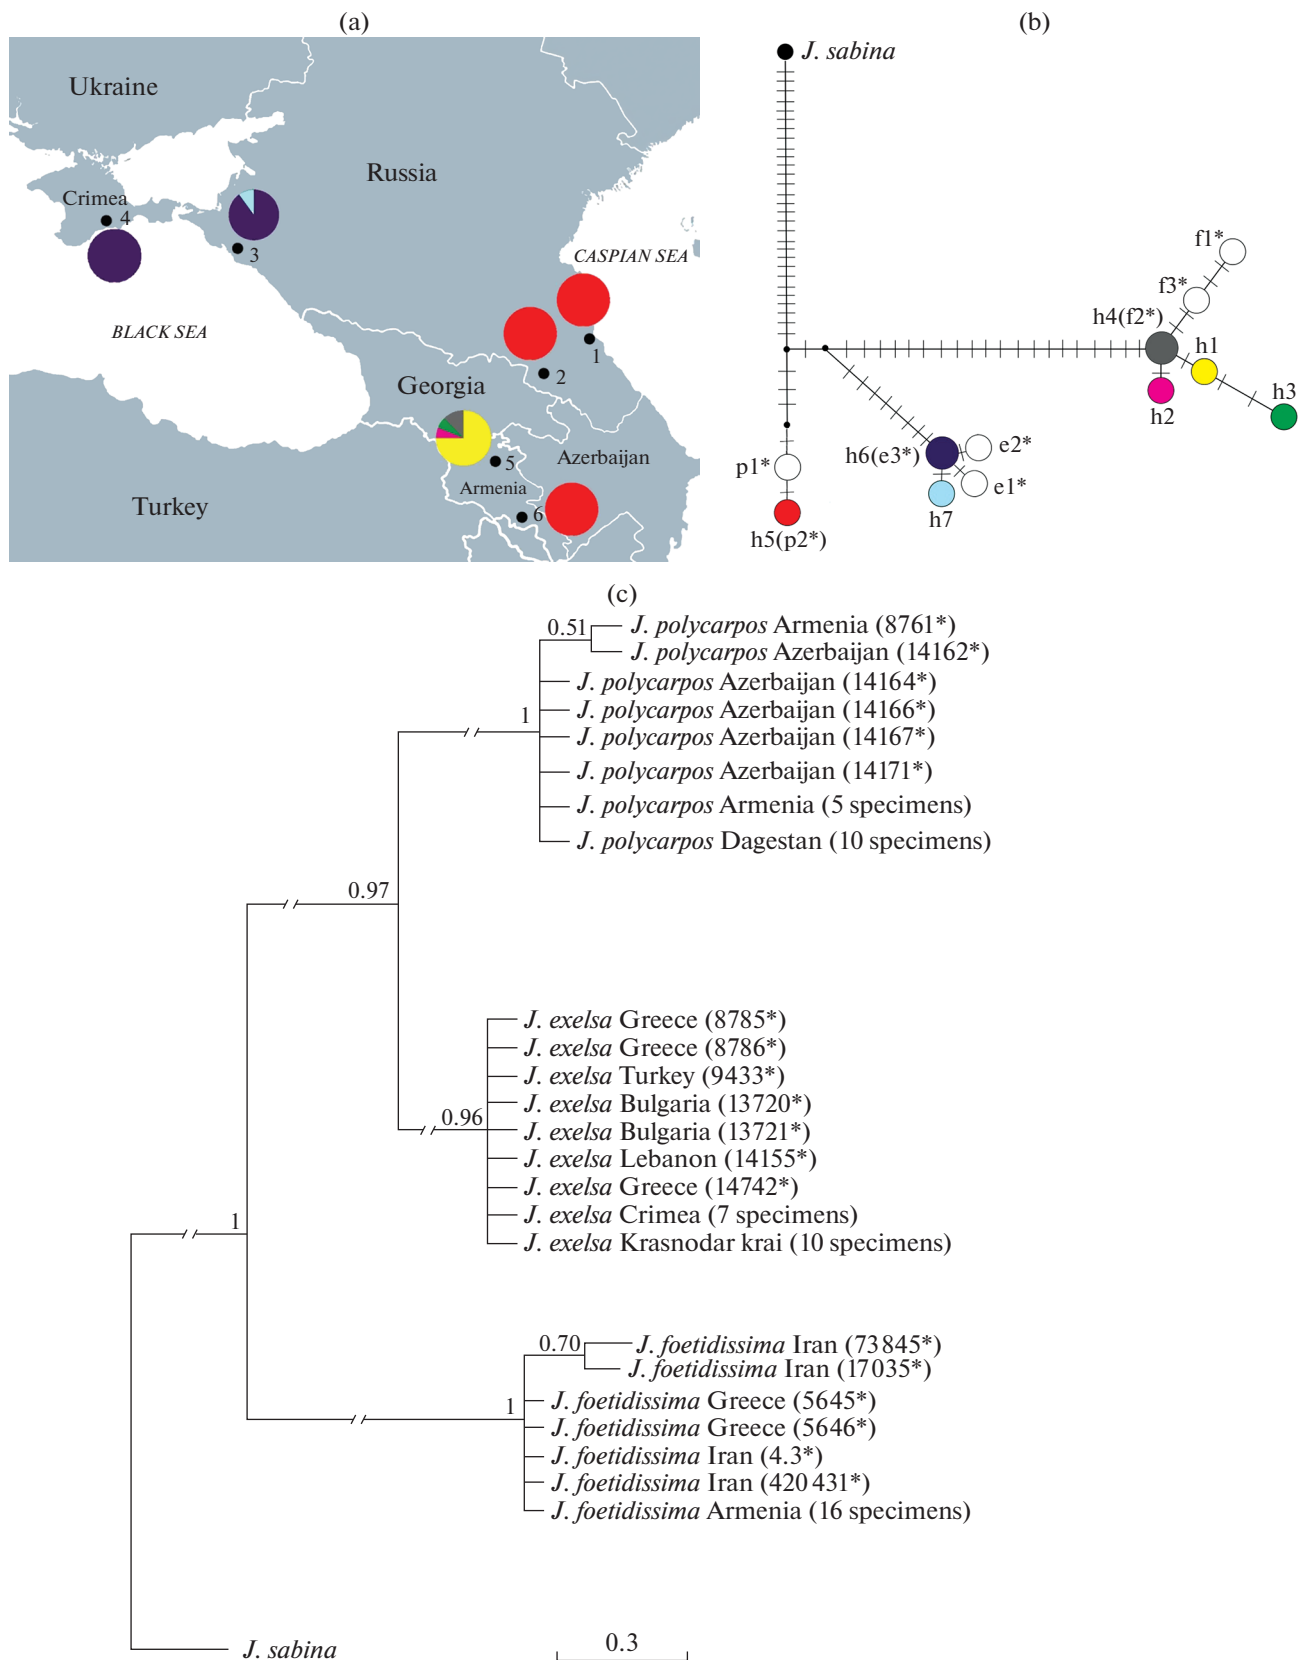 (a)
Ukraine
Russia
Crimea
4
3
CASPIAN SEA
BLACK SEA
1
2
Georgia
5
Azerbaijan
Armenia
6
Turkey
(b)
J. sabina
f1*
f3*
h4(f2*)
h1
h3
h2
h6(e3*)
e2*
e1*
h7
p1*
h5(p2*)
(c)
0.51
J. polycarpos Armenia (8761*)
J. polycarpos Azerbaijan (14162*)
J. polycarpos Azerbaijan (14164*)
1
J. polycarpos Azerbaijan (14166*)
J. polycarpos Azerbaijan (14167*)
J. polycarpos Azerbaijan (14171*)
J. polycarpos Armenia (5 specimens)
J. polycarpos Dagestan (10 specimens)
0.97
J. exelsa Greece (8785*)
J. exelsa Greece (8786*)
J. exelsa Turkey (9433*)
J. exelsa Bulgaria (13720*)
0.96
J. exelsa Bulgaria (13721*)
J. exelsa Lebanon (14155*)
J. exelsa Greece (14742*)
J. exelsa Crimea (7 specimens)
J. exelsa Krasnodar krai (10 specimens)
1
0.70
J. foetidissima Iran (73845*)
J. foetidissima Iran (17035*)
J. foetidissima Greece (5645*)
1
J. foetidissima Greece (5646*)
J. foetidissima Iran (4.3*)
J. foetidissima Iran (420431*)
J. foetidissima Armenia (16 specimens)
J. sabina
0.3